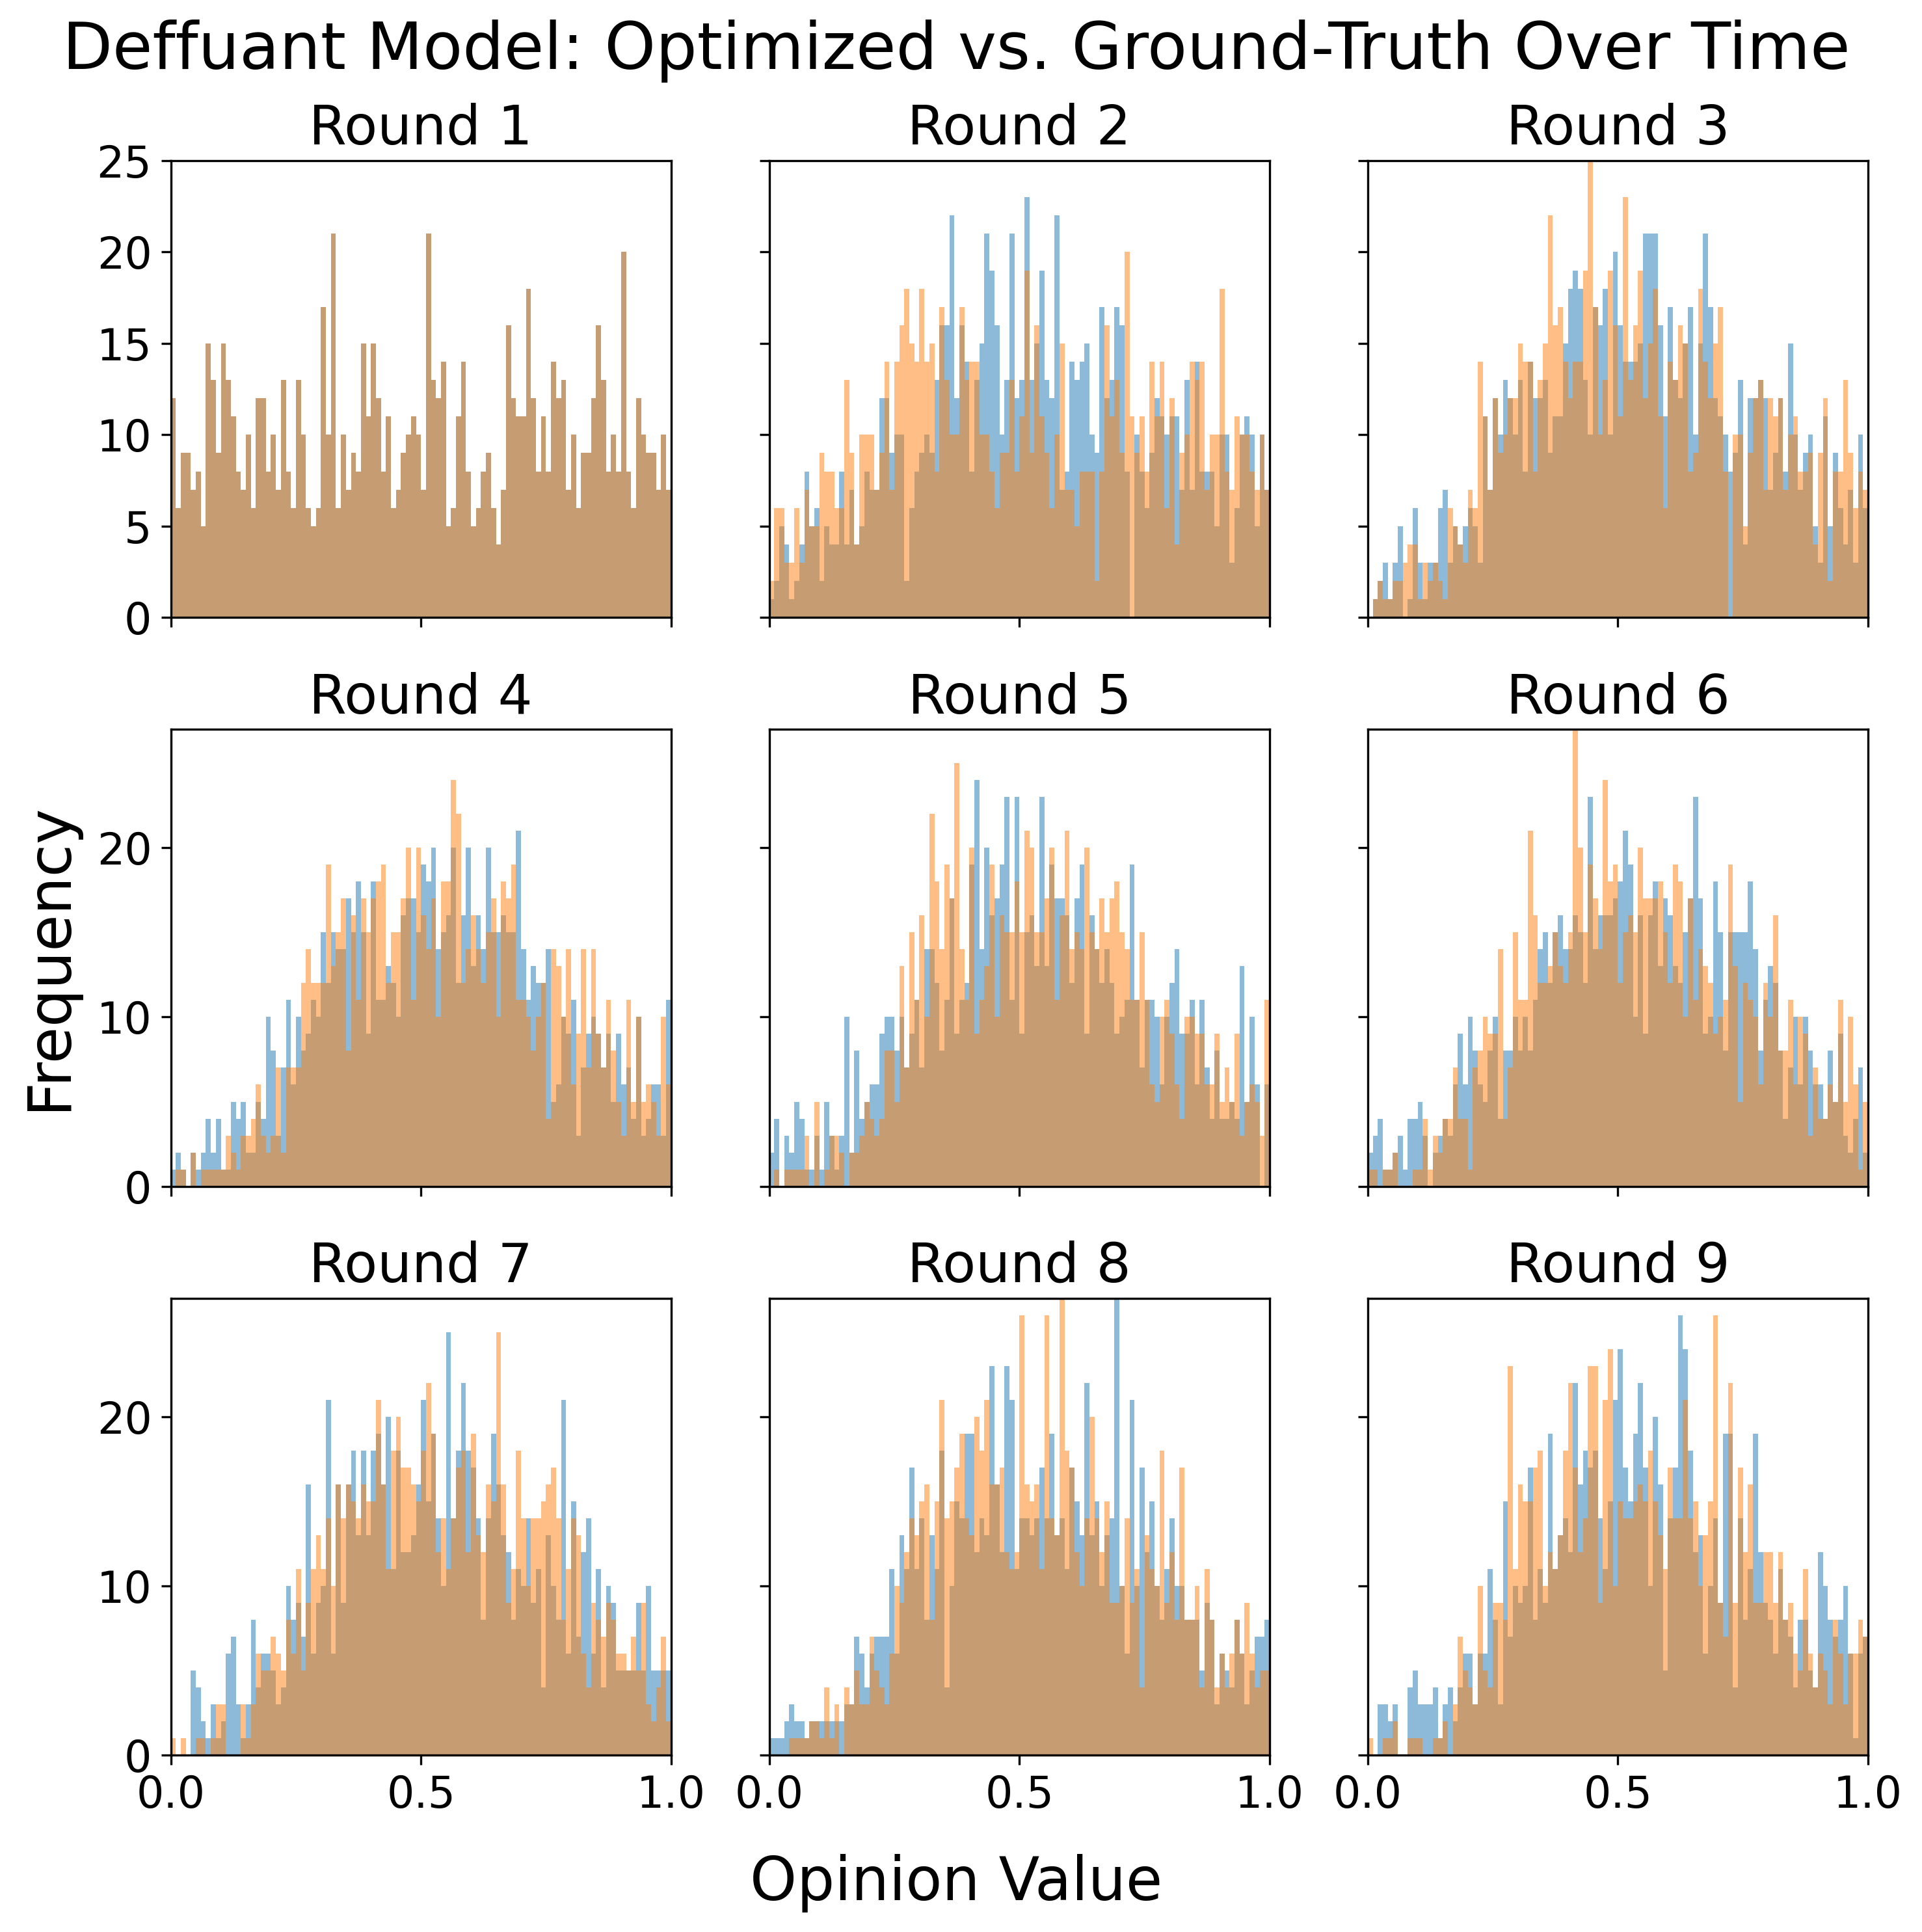 Deffuant Model: Optimized vs. Ground-Truth Over Time
Round 1
Round 2
Round 3
25
20
15
10
5
0
Round 4
Round 5
Round 6
20
10
0
Frequency
Round 7
Round 8
Round 9
20
10
0
0.0 0.5 1.0
0.0 0.5 1.0
0.0 0.5 1.0
Opinion Value